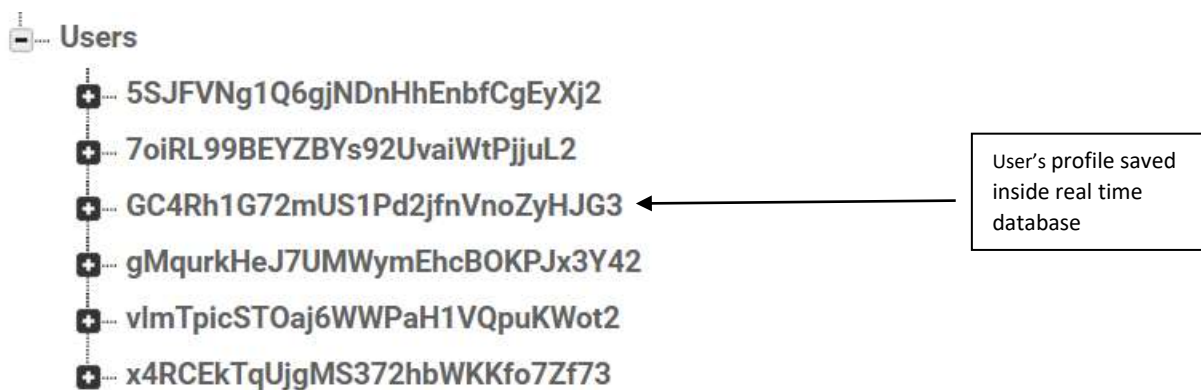 Users
5SJFVNg1Q6gjNDnHhEnbfCgEyXj2
7oiRL99BEYZBYs92UvaiWtPjjuL2
GC4Rh1G72mUS1Pd2jfnVnoZyHJG3
gMqurkHeJ7UMWymEhcBOKPJx3Y42
vlmTpicSTOaj6WWPaH1VQpuKWot2
x4RCEkTqUjgMS372hbWKKfo7Zf73
User's profile saved
inside real time
database